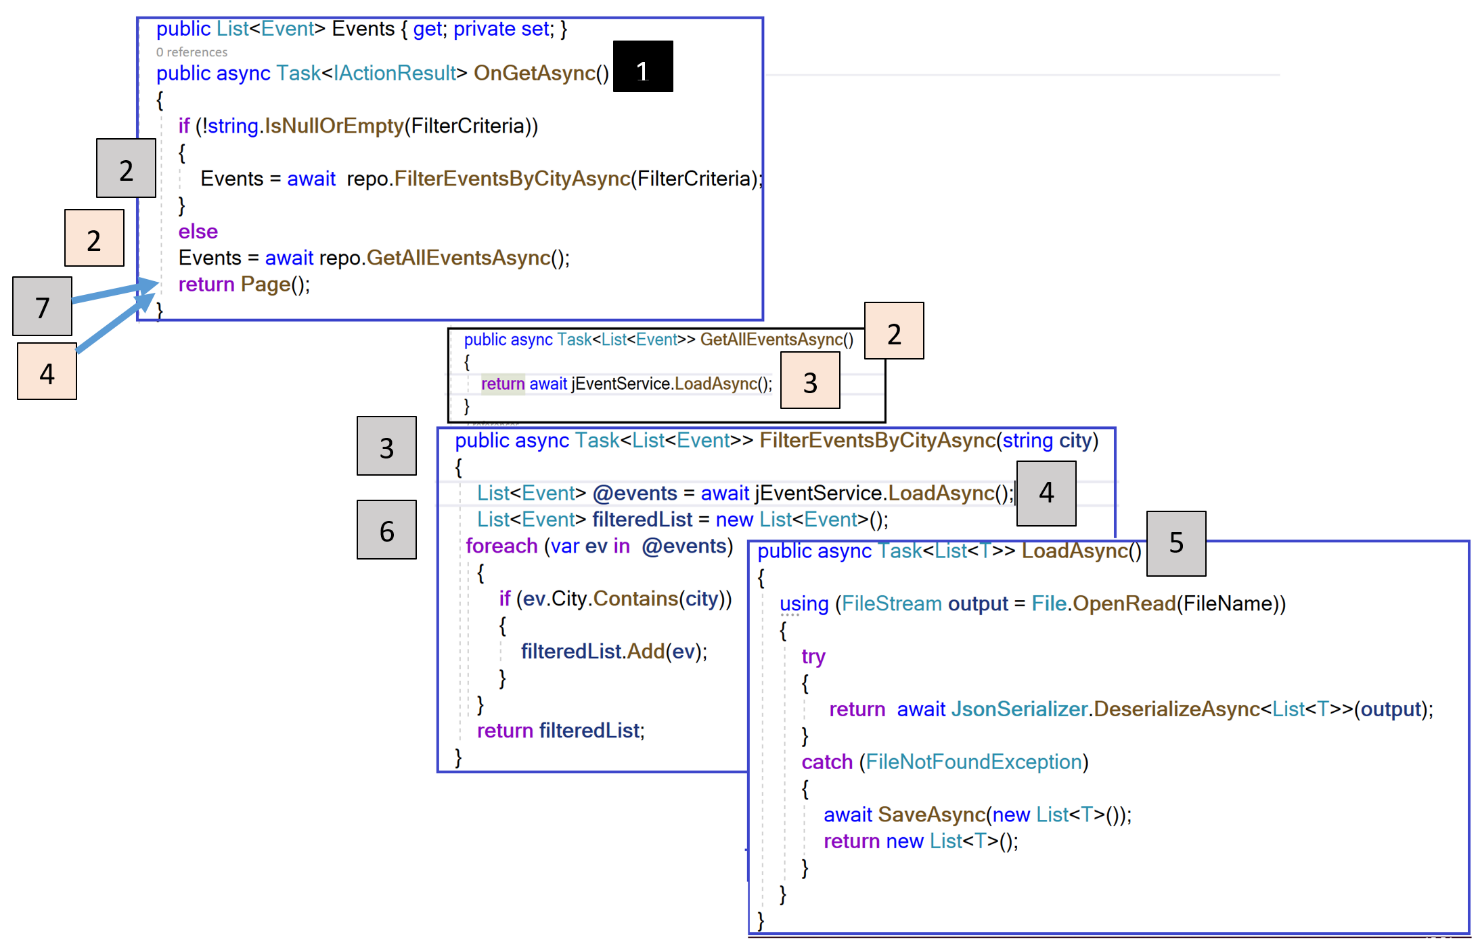 public List<Event> Events { get; private set; }
0 references
public async Task<IActionResult> OnGetAsync()
1
{
if (!string.IsNullOrEmpty(FilterCriteria))
{
2
Events = await  repo.FilterEventsByCityAsync(FilterCriteria);
}
else
2
Events = await repo.GetAllEventsAsync();
return Page();
7
}
4
public async Task<List<Event>> GetAllEventsAsync()
2
{
return await jEventService.LoadAsync();
3
}
3
public async Task<List<Event>> FilterEventsByCityAsync(string city)
{
List<Event> @events = await jEventService.LoadAsync();
4
List<Event> filteredList = new List<Event>();
6
foreach (var ev in  @events)
{
if (ev.City.Contains(city))
{
filteredList.Add(ev);
}
}
return filteredList;
}
public async Task<List<T>> LoadAsync()
5
{
using (FileStream output = File.OpenRead(FileName))
{
try
{
return  await JsonSerializer.DeserializeAsync<List<T>>(output);
}
catch (FileNotFoundException)
{
await SaveAsync(new List<T>());
return new List<T>();
}
}
}